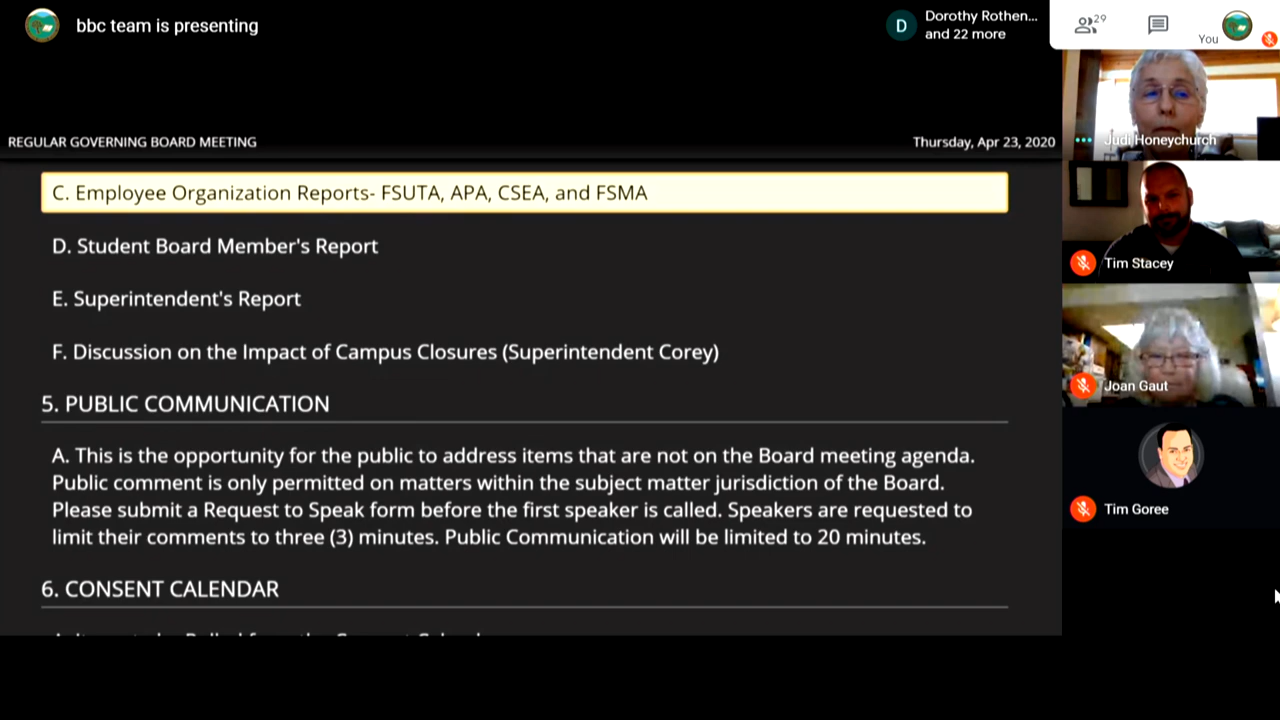 bbc team is presenting
D
Dorothy Rothen...
and 22 more
29
You
REGULAR GOVERNING BOARD MEETING
Thursday, Apr 23, 2020
Judi Honeychurch
C. Employee Organization Reports- FSUTA, APA, CSEA, and FSMA
Tim Stacey
D. Student Board Member's Report
E. Superintendent's Report
F. Discussion on the Impact of Campus Closures (Superintendent Corey)
Joan Gaut
5. PUBLIC COMMUNICATION
A. This is the opportunity for the public to address items that are not on the Board meeting agenda.
Public comment is only permitted on matters within the subject matter jurisdiction of the Board.
Please submit a Request to Speak form before the first speaker is called. Speakers are requested to
limit their comments to three (3) minutes. Public Communication will be limited to 20 minutes.
Tim Goree
6. CONSENT CALENDAR